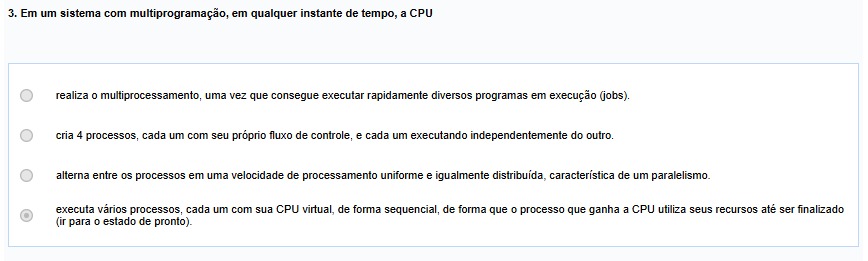 3. Em um sistema com multiprogramação, em qualquer instante de tempo, a CPU
realiza o multiprocessamento, uma vez que consegue executar rapidamente diversos programas em execução (jobs).
cria 4 processos, cada um com seu próprio fluxo de controle, e cada um executando independentemente do outro.
alterna entre os processos em uma velocidade de processamento uniforme e igualmente distribuída, característica de um paralelismo.
executa vários processos, cada um com sua CPU virtual, de forma sequencial, de forma que o processo que ganha a CPU utiliza seus recursos até ser finalizado
(ir para o estado de pronto).